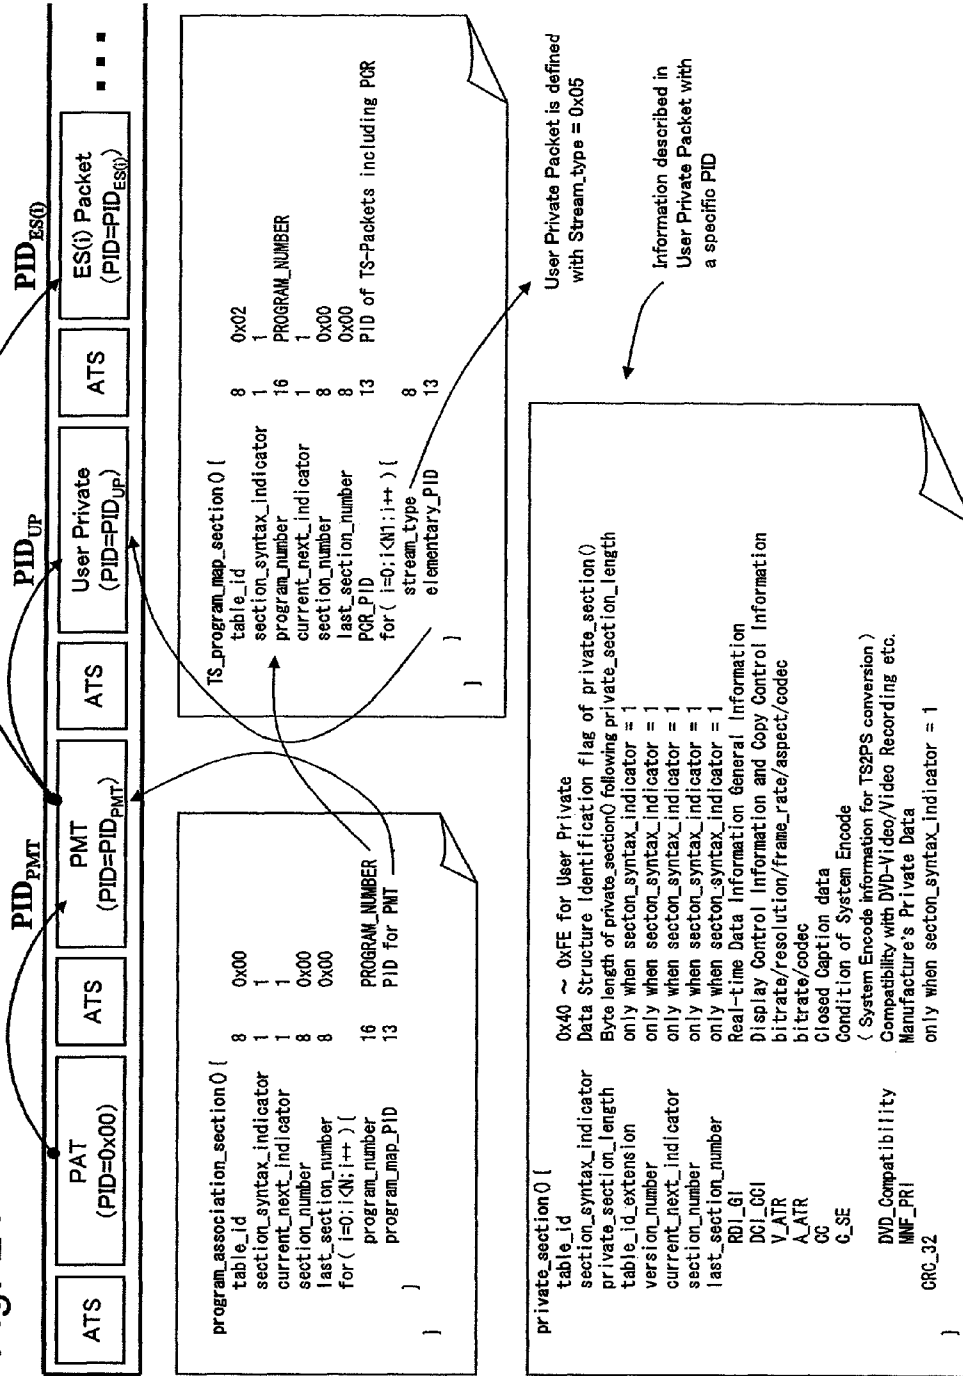 PID_PMT
PID_UP
PID_ES(i)
ATS
PAT
(PID=0x00)
ATS
PMT
(PID=PID_PMT)
ATS
User Private
(PID=PID_UP)
ATS
ES(i) Packet
(PID=PID_ES(i))
program_association_section() {
table_id 8 0x00
section_syntax_indicator 1 1
current_next_indicator 1 1
section_number 8 0x00
last_section_number 8 0x00
for( i=0;i<N;i++ ) {
program_number 16 PROGRAM_NUMBER
program_map_PID 13 PID for PMT
}
TS_program_map_section() {
table_id 8 0x02
section_syntax_indicator 1 1
program_number 16 PROGRAM_NUMBER
current_next_indicator 1 1
section_number 8 0x00
last_section_number 8 0x00
PCR_PID 13 PID of TS-Packets including PCR
for( i=0;i<N1;i++ ) {
stream_type 8
elementary_PID 13
}
User Private Packet is defined
with Stream_type = 0x05
private_section() {
table_id 0x40 ~ 0xFE for User Private
section_syntax_indicator Data Structure Identification flag of private_section()
private_section_length Byte length of private_section() following private_section_length
table_id_extension only when secton_syntax_indicator = 1
version_number only when secton_syntax_indicator = 1
current_next_indicator only when secton_syntax_indicator = 1
section_number only when secton_syntax_indicator = 1
last_section_number only when secton_syntax_indicator = 1
RDI_GI Real-time Data Information General Information
DCI_CCI Display Control Information and Copy Control Information
V_ATR bitrate/resolution/frame_rate/aspect/codec
A_ATR bitrate/codec
CC Closed Caption data
C_SE Condition of System Encode
( System Encode information for TS2PS conversion )
DVD_Compatibility Compatibility with DVD-Video/Video Recording etc.
MNF_PRI Manufacture's Private Data
CRC_32 only when secton_syntax_indicator = 1
}
Information described in
User Private Packet with
a specific PID